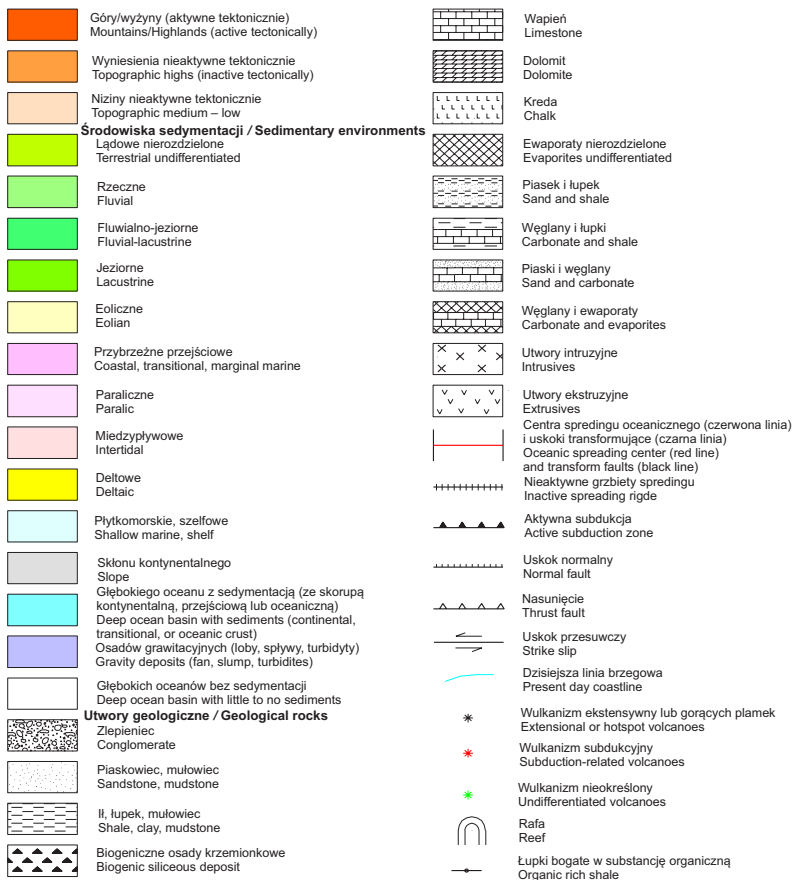 Góry/wyżyny (aktywne tektonicznie)
Mountains/Highlands (active tectonically)
Wyniesienia nieaktywne tektonicznie
Topographic highs (inactive tectonically)
Niziny nieaktywne tektonicznie
Topographic medium – low
Środowiska sedymentacji / Sedimentary environments
Lądowe nierozdzielone
Terrestrial undifferentiated
Rzeczne
Fluvial
Fluwialno-jeziorne
Fluvial-lacustrine
Jeziorne
Lacustrine
Eoliczne
Eolian
Przybrzeżne przejściowe
Coastal, transitional, marginal marine
Paraliczne
Paralic
Miedzypływowe
Intertidal
Deltowe
Deltaic
Płytkomorskie, szelfowe
Shallow marine, shelf
Skłonu kontynentalnego
Slope
Głębokiego oceanu z sedymentacją (ze skorupą
kontynentalną, przejściową lub oceaniczną)
Deep ocean basin with sediments (continental,
transitional, or oceanic crust)
Osadów grawitacyjnych (loby, spływy, turbidyty)
Gravity deposits (fan, slump, turbidites)
Głębokich oceanów bez sedymentacji
Deep ocean basin with little to no sediments
Utwory geologiczne / Geological rocks
Zlepieniec
Conglomerate
Piaskowiec, mułowiec
Sandstone, mudstone
Ił, łupek, mułowiec
Shale, clay, mudstone
Biogeniczne osady krzemionkowe
Biogenic siliceous deposit
Wapień
Limestone
Dolomit
Dolomite
Kreda
Chalk
Ewaporaty nierozdzielone
Evaporites undifferentiated
Piasek i łupek
Sand and shale
Węglany i łupki
Carbonate and shale
Piaski i węglany
Sand and carbonate
Węglany i ewaporaty
Carbonate and evaporites
Utwory intruzyjne
Intrusives
Utwory ekstruzyjne
Extrusives
Centra spredingu oceanicznego (czerwona linia)
i uskoki transformujące (czarna linia)
Oceanic spreading center (red line)
and transform faults (black line)
Nieaktywne grzbiety spredingu
Inactive spreading rigde
Aktywna subdukcja
Active subduction zone
Uskok normalny
Normal fault
Nasunięcie
Thrust fault
Uskok przesuwczy
Strike slip
Dzisiejsza linia brzegowa
Present day coastline
Wulkanizm ekstensywny lub gorących plamek
Extensional or hotspot volcanoes
Wulkanizm subdukcyjny
Subduction-related volcanoes
Wulkanizm nieokreślony
Undifferentiated volcanoes
Rafa
Reef
Łupki bogate w substancję organiczną
Organic rich shale